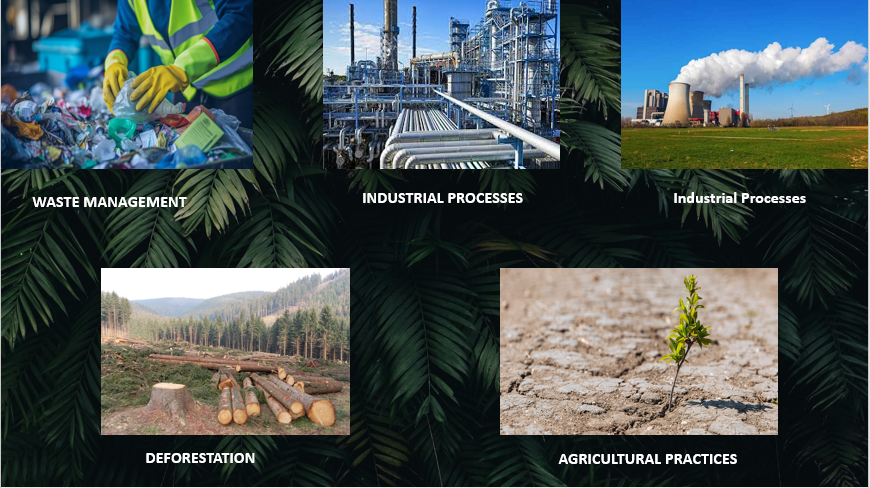 WASTE MANAGEMENT
INDUSTRIAL PROCESSES
Industrial Processes
DEFORESTATION
AGRICULTURAL PRACTICES